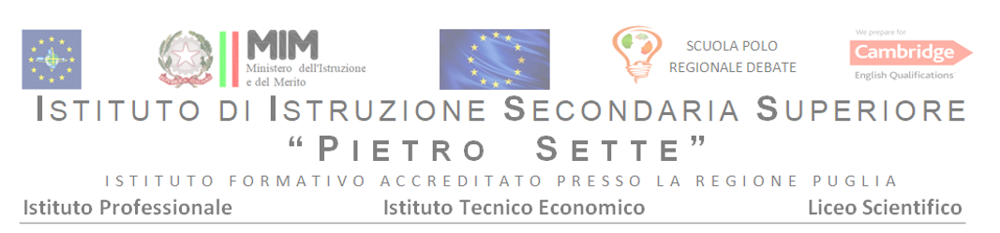 We prepare for
MIM
Ministero dell'Istruzione
e del Merito
SCUOLA POLO
REGIONALE DEBATE
Cambridge
English Qualifications
ISTITUTO DI ISTRUZIONE SECONDARIA SUPERIORE
“PIETRO SETTE”
ISTITUTO FORMATIVO ACCREDITATO PRESSO LA REGIONE PUGLIA
Istituto Professionale Istituto Tecnico Economico Liceo Scientifico